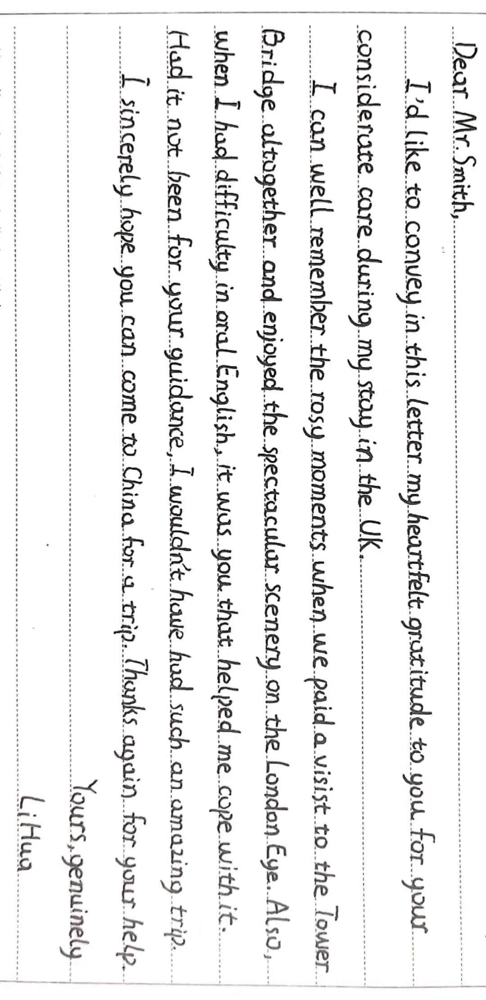 Dear Mr. Smith,
I'd like to convey in this letter my heartfelt gratitude to you for your
considerate care during my stay in the UK.
I can well remember the rosy moments when we paid a visist to the Tower
Bridge altogether and enjoyed the spectacular scenery on the London Eye. Also,
when I had difficulty in oral English, it was you that helped me cope with it.
Had it not been for your guidance, I wouldn't have had such an amazing trip.
I sincerely hope you can come to China for a trip. Thanks again for your help.
Yours, genuinely
Li Hua